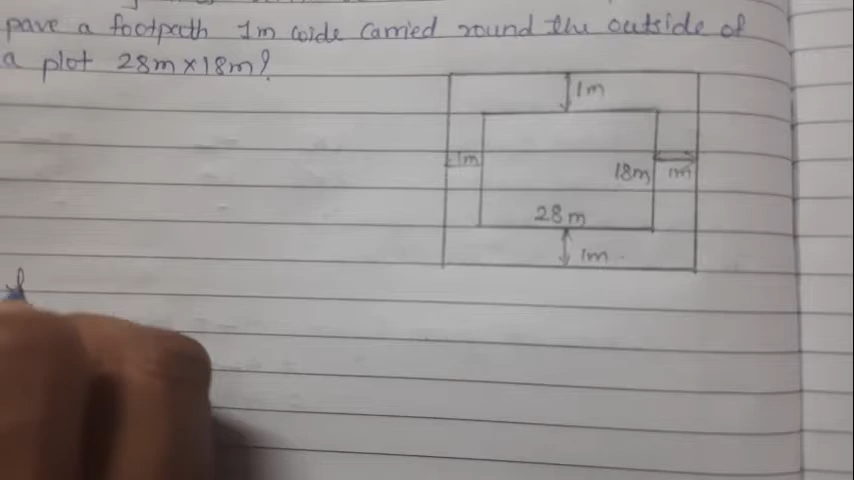 pave a footpath 1m wide carried round the outside of
a plot 28m x 18m?
1m
1m
18m
1m
28m
1m